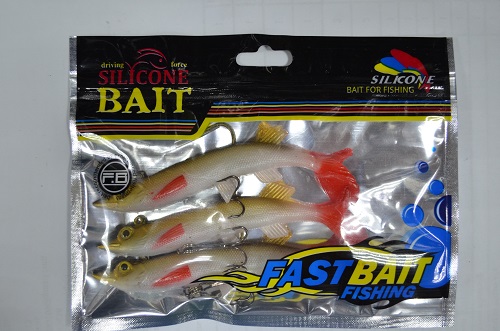 driving force
SILICONE
BAIT
SILICONE
BAIT FOR FISHING
F.B
FASTBAIT
FISHING